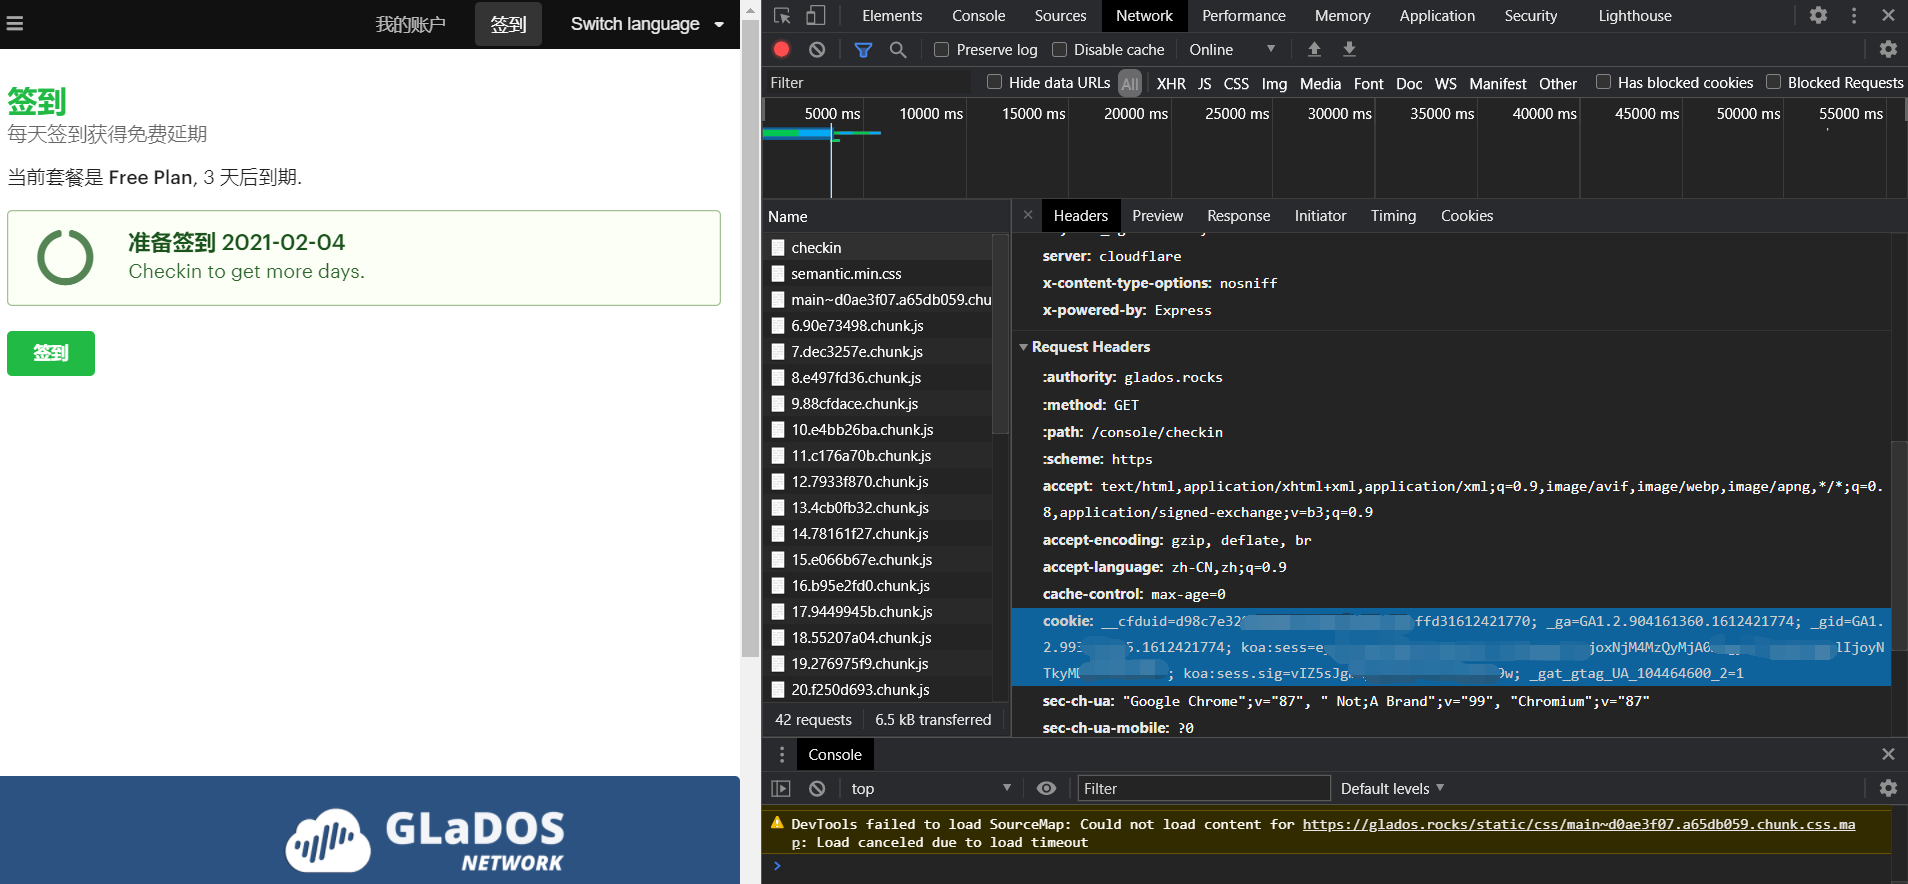 我的账户 签到 Switch language
签到
每天签到获得免费延期
当前套餐是 Free Plan, 3 天后到期.
准备签到 2021-02-04
Checkin to get more days.
签到
GLaDOS
NETWORK
Elements Console Sources Network Performance Memory Application Security Lighthouse
Preserve log Disable cache Online
Filter Hide data URLs All XHR JS CSS Img Media Font Doc WS Manifest Other Has blocked cookies Blocked Requests
5000 ms 10000 ms 15000 ms 20000 ms 25000 ms 30000 ms 35000 ms 40000 ms 45000 ms 50000 ms 55000 ms
Name
checkin
semantic.min.css
main~d0ae3f07.a65db059.chu
6.90e73498.chunk.js
7.dec3257e.chunk.js
8.e497fd36.chunk.js
9.88cfdace.chunk.js
10.e4bb26ba.chunk.js
11.c176a70b.chunk.js
12.7933f870.chunk.js
13.4cb0fb32.chunk.js
14.78161f27.chunk.js
15.e066b67e.chunk.js
16.b95e2fd0.chunk.js
17.9449945b.chunk.js
18.55207a04.chunk.js
19.276975f9.chunk.js
20.f250d693.chunk.js
42 requests 6.5 kB transferred
Headers Preview Response Initiator Timing Cookies
server: cloudflare
x-content-type-options: nosniff
x-powered-by: Express
Request Headers
:authority: glados.rocks
:method: GET
:path: /console/checkin
:scheme: https
accept: text/html,application/xhtml+xml,application/xml;q=0.9,image/avif,image/webp,image/apng,*/*;q=0.
8,application/signed-exchange;v=b3;q=0.9
accept-encoding: gzip, deflate, br
accept-language: zh-CN,zh;q=0.9
cache-control: max-age=0
cookie: __cfduid=d98c7e32 ffd31612421770; _ga=GA1.2.904161360.1612421774; _gid=GA1.
2.993 5.1612421774; koa:sess=e joxNjM4MzQyMjA0 lIjoyN
TkyM ; koa:sess.sig=vIZ5sJg 9w; _gat_gtag_UA_104464600_2=1
sec-ch-ua: "Google Chrome";v="87", " Not;A Brand";v="99", "Chromium";v="87"
sec-ch-ua-mobile: ?0
Console
top Filter Default levels
DevTools failed to load SourceMap: Could not load content for https://glados.rocks/static/css/main~d0ae3f07.a65db059.chunk.css.ma
p: Load canceled due to load timeout